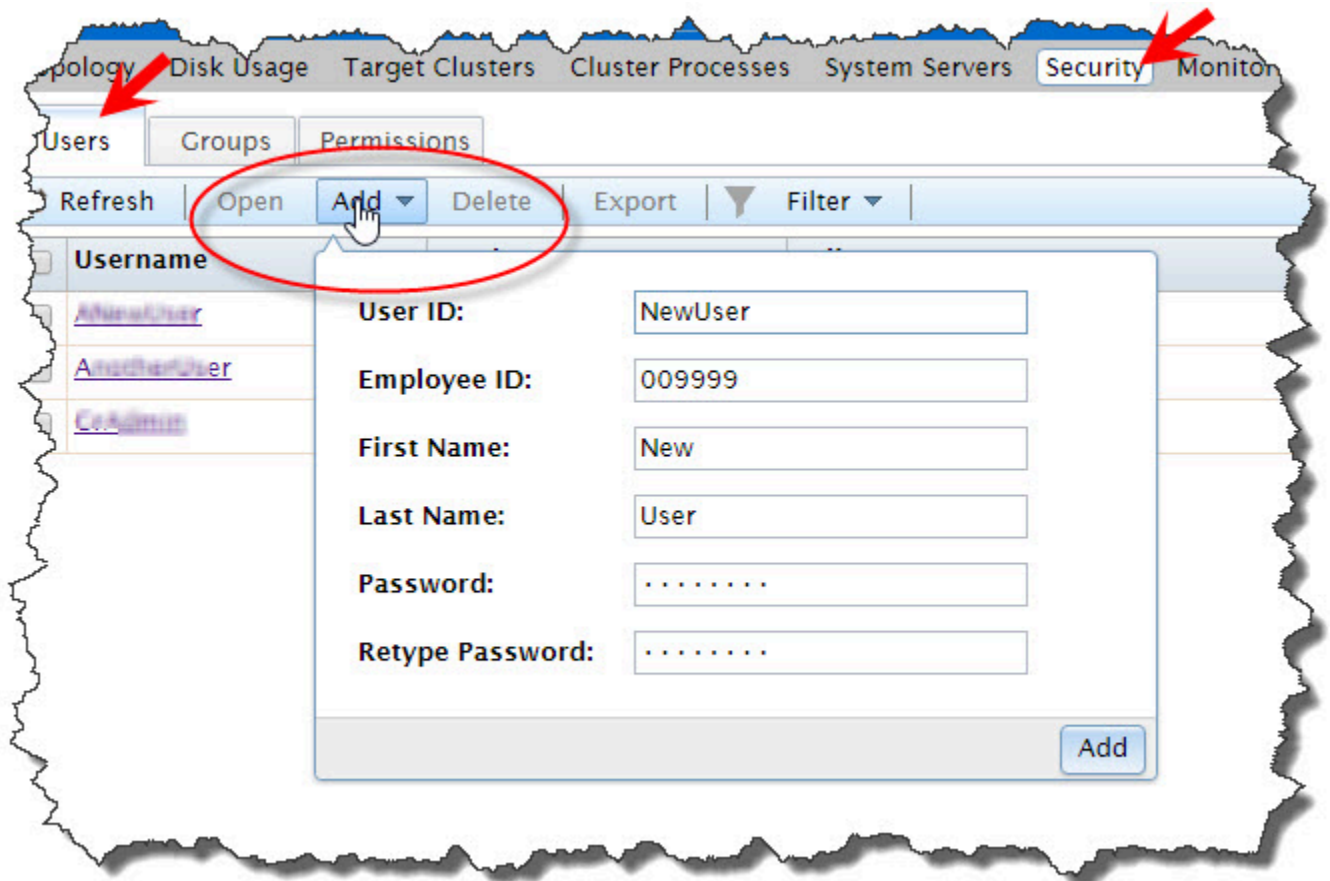 pology Disk Usage Target Clusters Cluster Processes System Servers Security Monitor
Users Groups Permissions
Refresh Open Add Delete Export Filter
Username
User ID: NewUser
Employee ID: 009999
First Name: New
Last Name: User
Password: ········
Retype Password: ········
Add